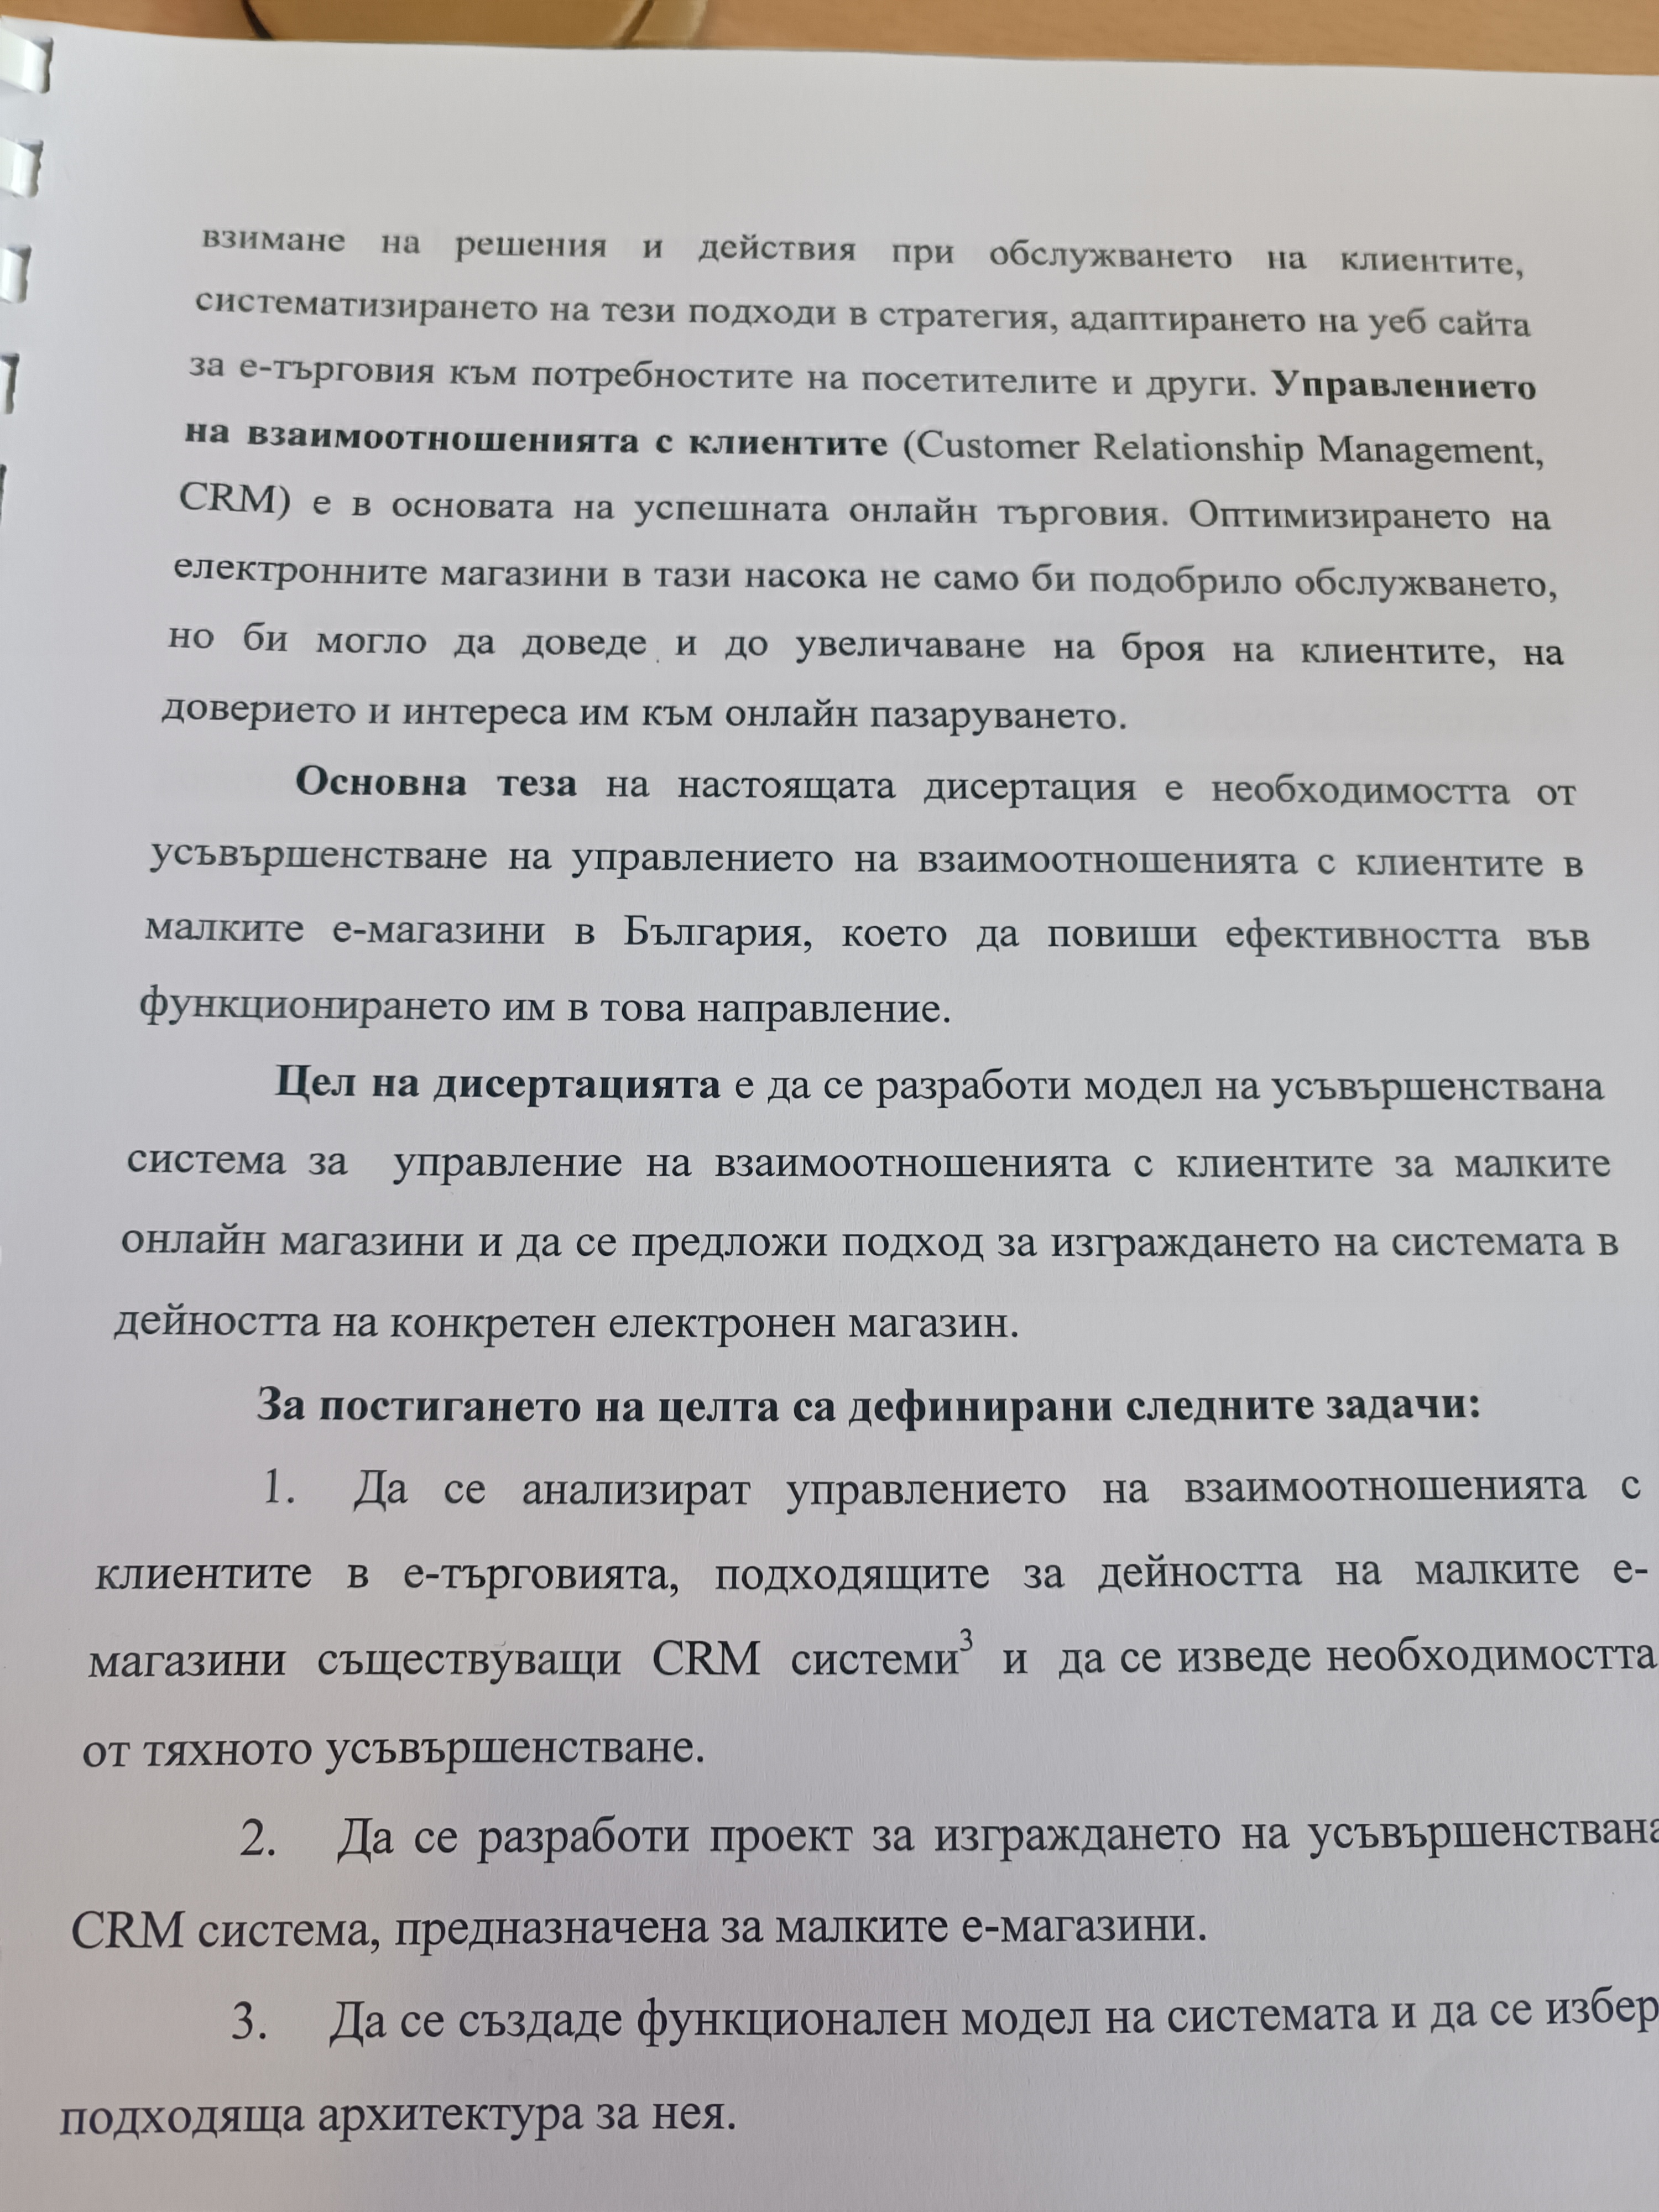 взимане на решения и действия при обслужването на клиентите,
систематизирането на тези подходи в стратегия, адаптирането на уеб сайта
за е-търговия към потребностите на посетителите и други. Управлението
на взаимоотношенията с клиентите (Customer Relationship Management,
CRM) е в основата на успешната онлайн търговия. Оптимизирането на
електронните магазини в тази насока не само би подобрило обслужването,
но би могло да доведе и до увеличаване на броя на клиентите, на
доверието и интереса им към онлайн пазаруването.
Основна теза на настоящата дисертация е необходимостта от
усъвършенстване на управлението на взаимоотношенията с клиентите в
малките е-магазини в България, което да повиши ефективността във
функционирането им в това направление.
Цел на дисертацията е да се разработи модел на усъвършенствана
система за управление на взаимоотношенията с клиентите за малките
онлайн магазини и да се предложи подход за изграждането на системата в
дейността на конкретен електронен магазин.
За постигането на целта са дефинирани следните задачи:
1. Да се анализират управлението на взаимоотношенията с
клиентите в е-търговията, подходящите за дейността на малките е-
магазини съществуващи CRM системи³ и да се изведе необходимостта
от тяхното усъвършенстване.
2. Да се разработи проект за изграждането на усъвършенствана
CRM система, предназначена за малките е-магазини.
3. Да се създаде функционален модел на системата и да се избер
подходяща архитектура за нея.